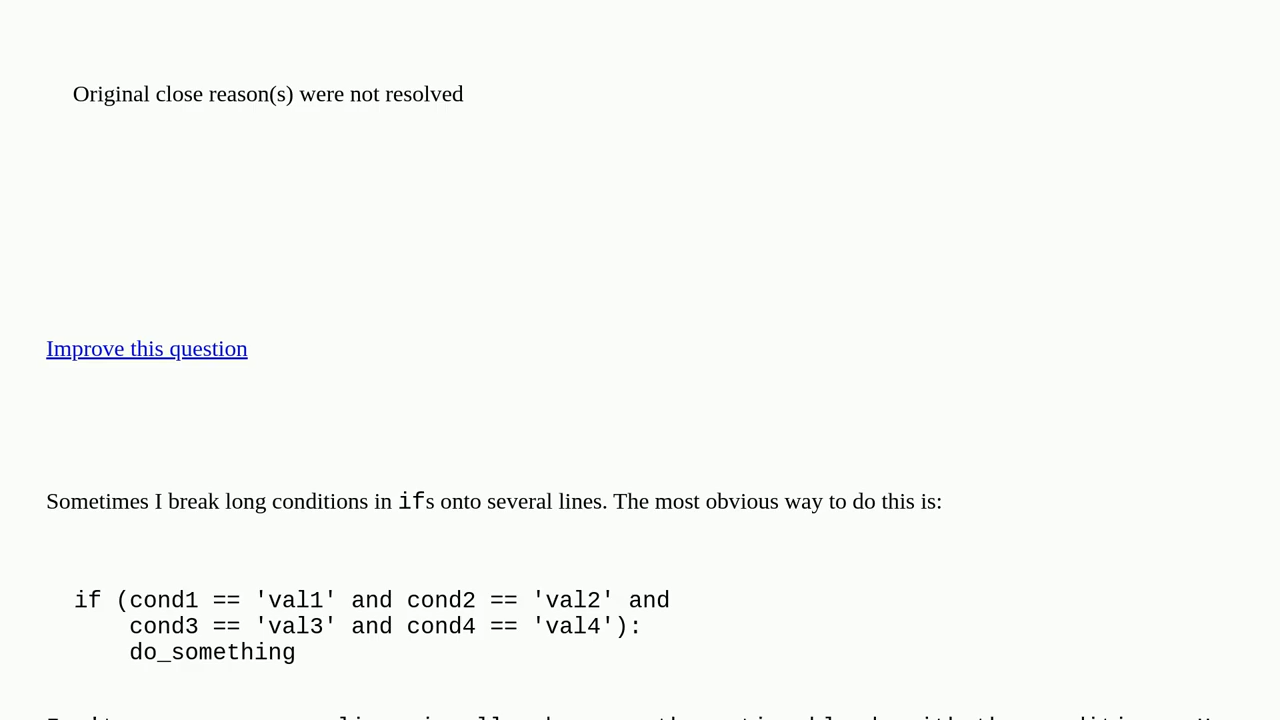 Original close reason(s) were not resolved
Improve this question
Sometimes I break long conditions in ifs onto several lines. The most obvious way to do this is:
if (cond1 == 'val1' and cond2 == 'val2' and
    cond3 == 'val3' and cond4 == 'val4'):
    do_something